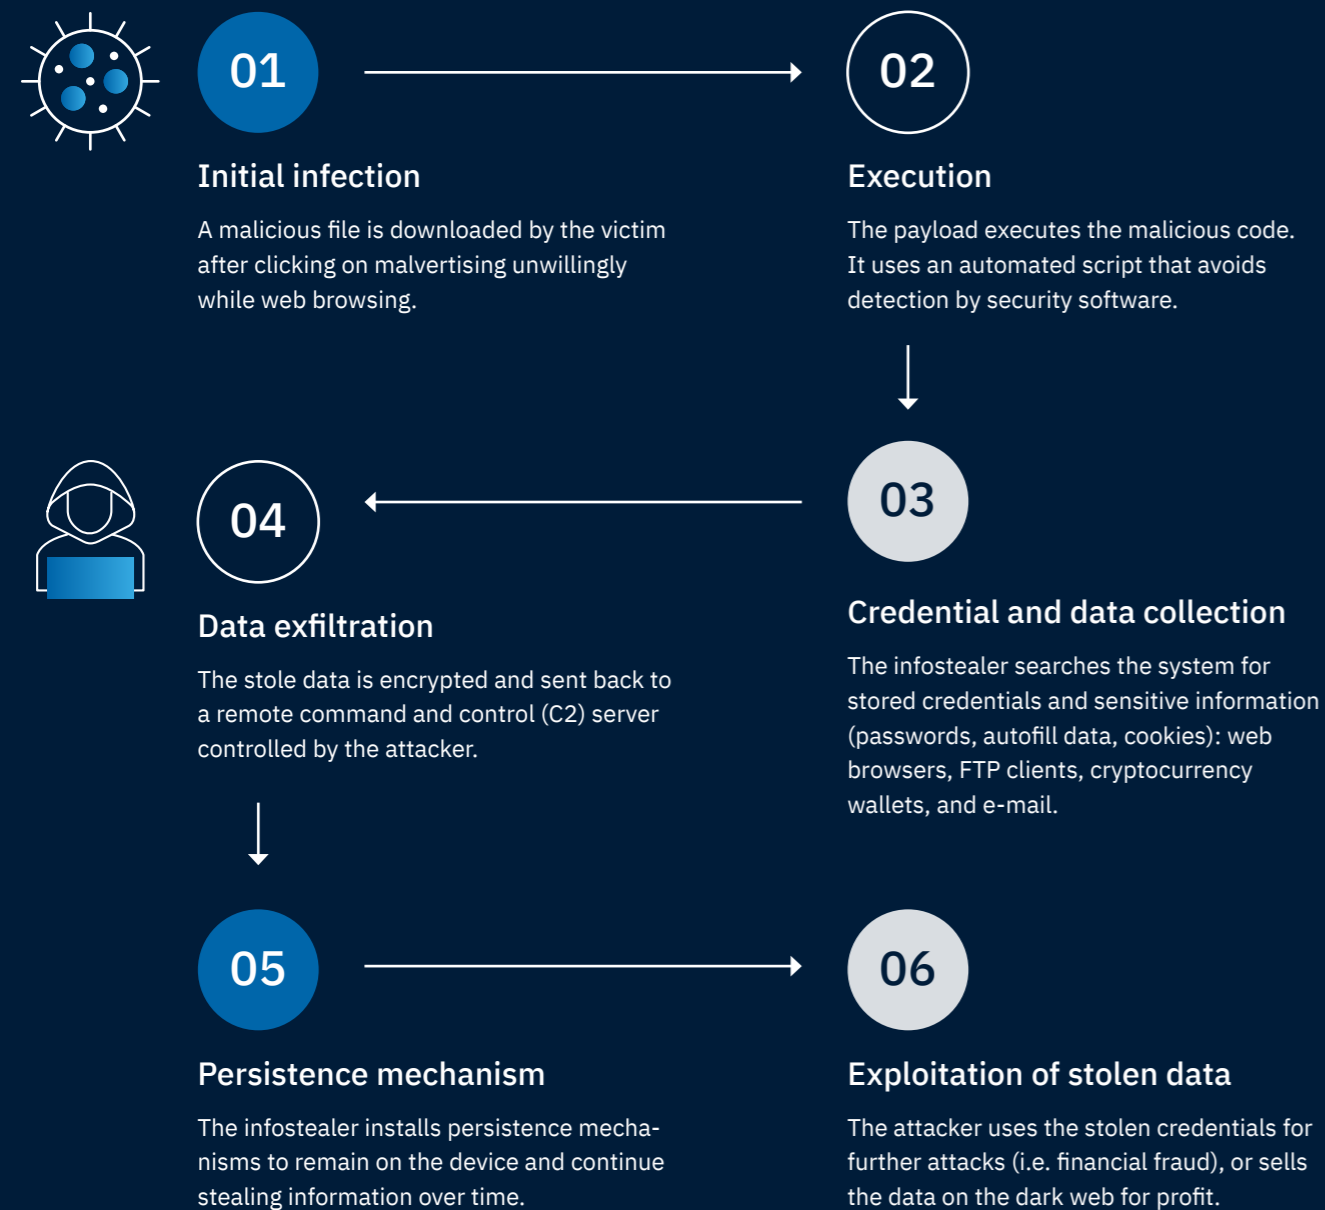 01
Initial infection
A malicious file is downloaded by the victim
after clicking on malvertising unwillingly
while web browsing.
02
Execution
The payload executes the malicious code.
It uses an automated script that avoids
detection by security software.
03
Credential and data collection
The infostealer searches the system for
stored credentials and sensitive information
(passwords, autofill data, cookies): web
browsers, FTP clients, cryptocurrency
wallets, and e-mail.
04
Data exfiltration
The stole data is encrypted and sent back to
a remote command and control (C2) server
controlled by the attacker.
05
Persistence mechanism
The infostealer installs persistence mecha-
nisms to remain on the device and continue
stealing information over time.
06
Exploitation of stolen data
The attacker uses the stolen credentials for
further attacks (i.e. financial fraud), or sells
the data on the dark web for profit.